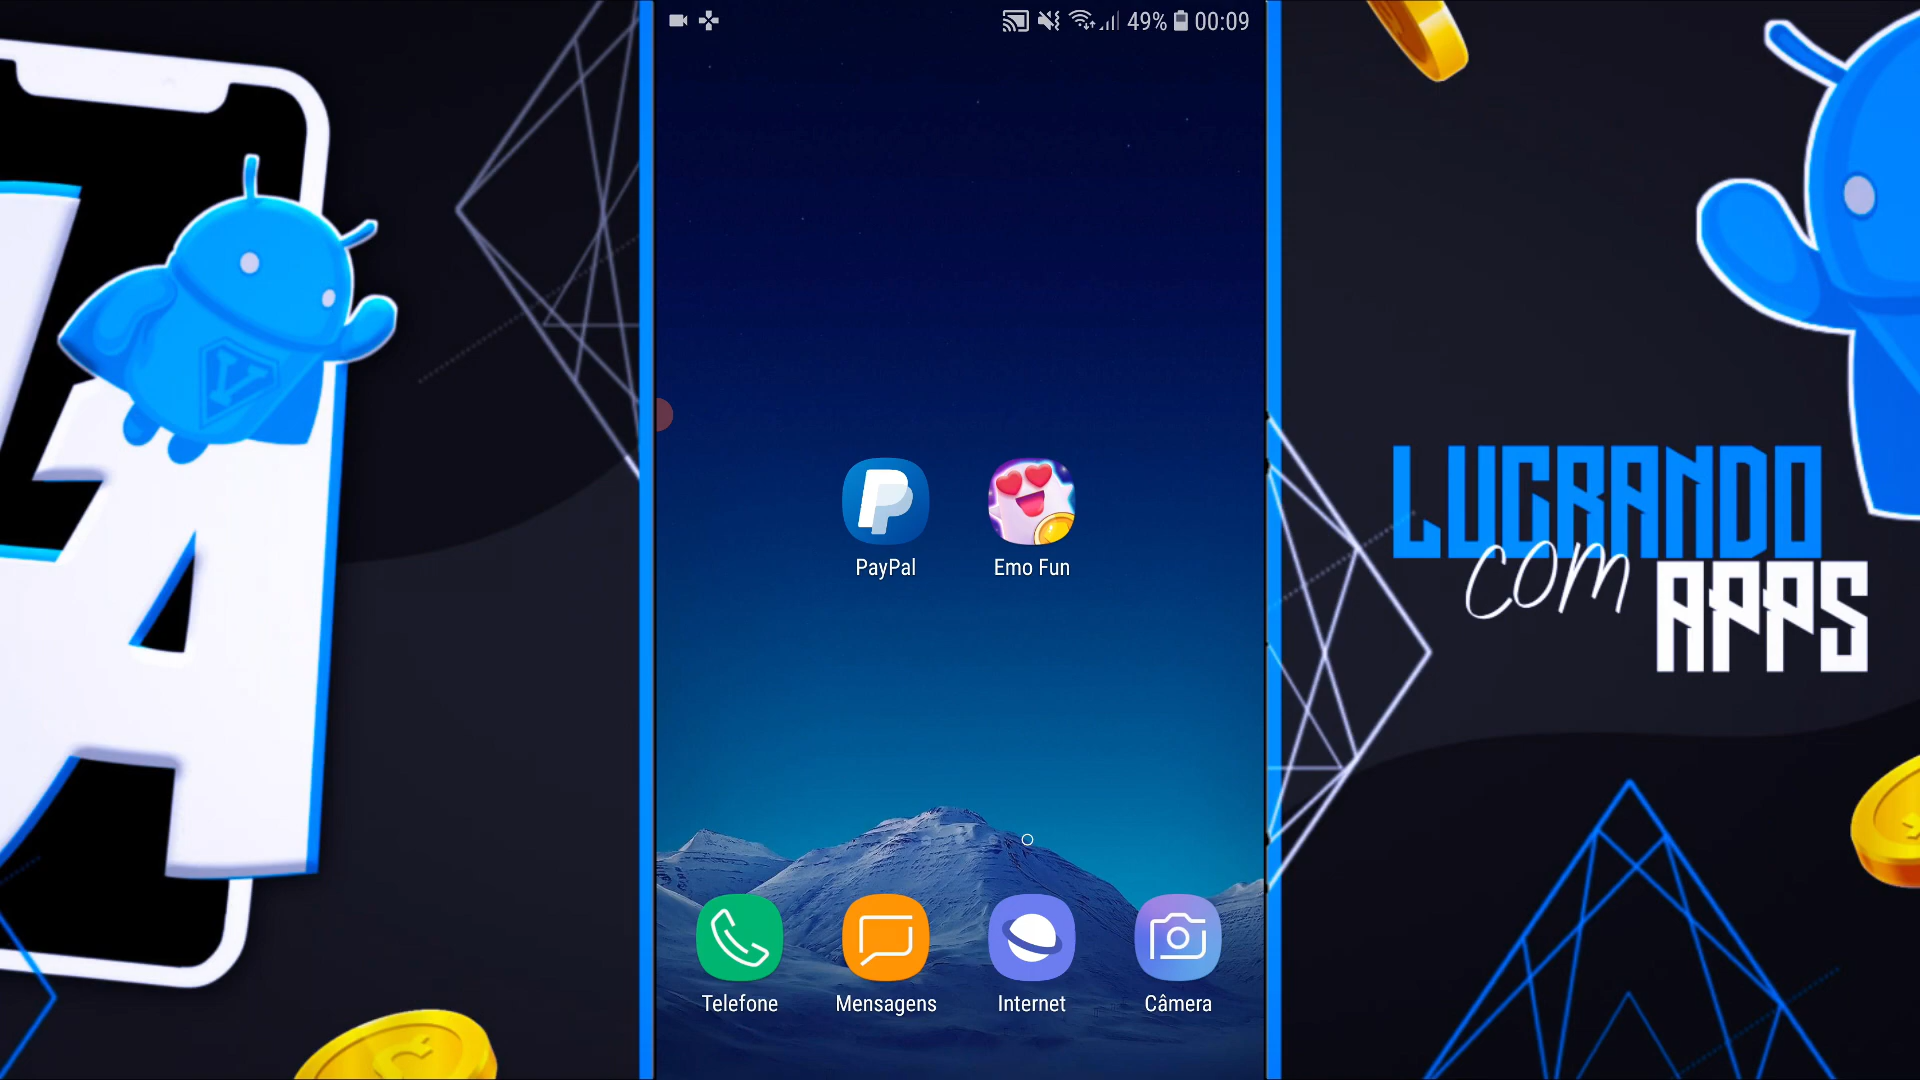 49% 00:09
PayPal
Emo Fun
LUCRANDO
com
APPS
Telefone
Mensagens
Internet
Câmera